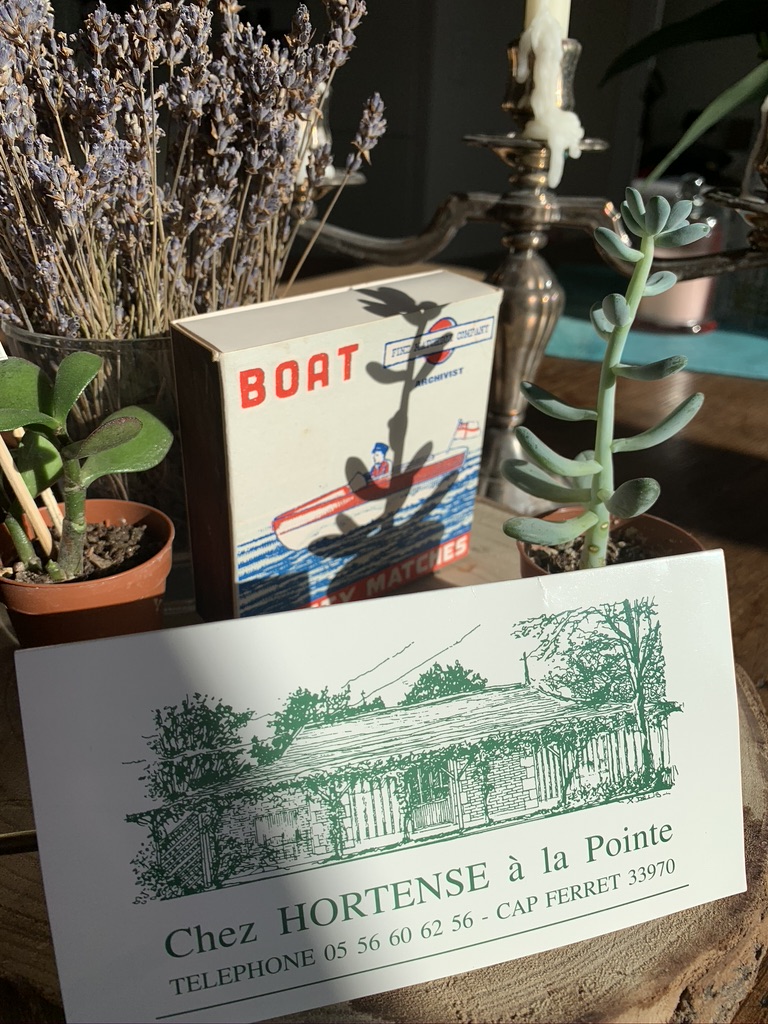 BOAT
ARCHIVIST
MATCHES
Chez HORTENSE à la Pointe
TELEPHONE 05 56 60 62 56 - CAP FERRET 33970